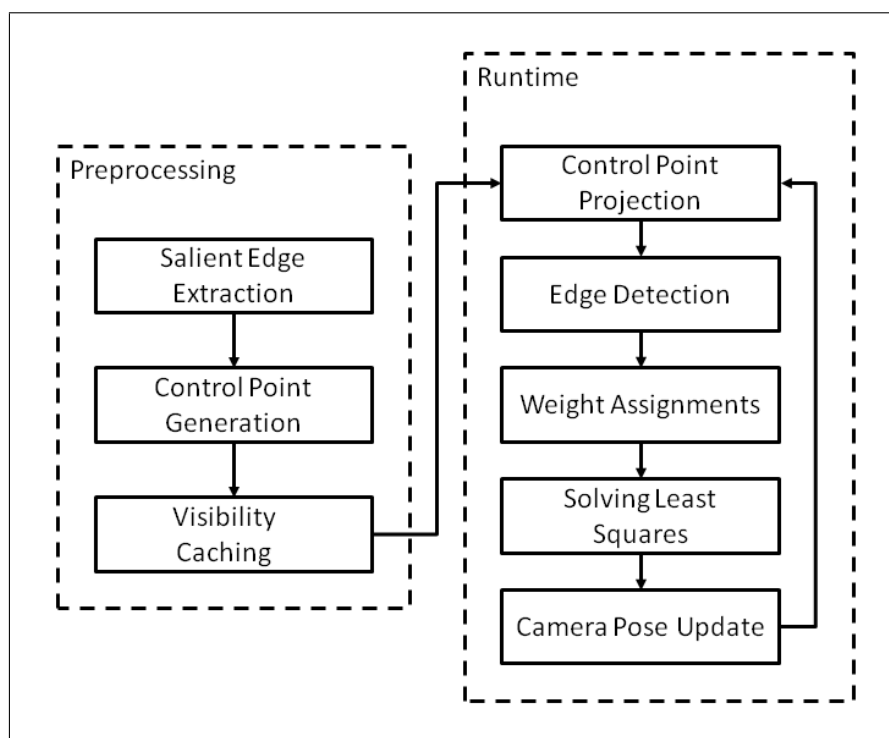 Preprocessing
Salient Edge
Extraction
Control Point
Generation
Visibility
Caching
Runtime
Control Point
Projection
Edge Detection
Weight Assignments
Solving Least
Squares
Camera Pose Update